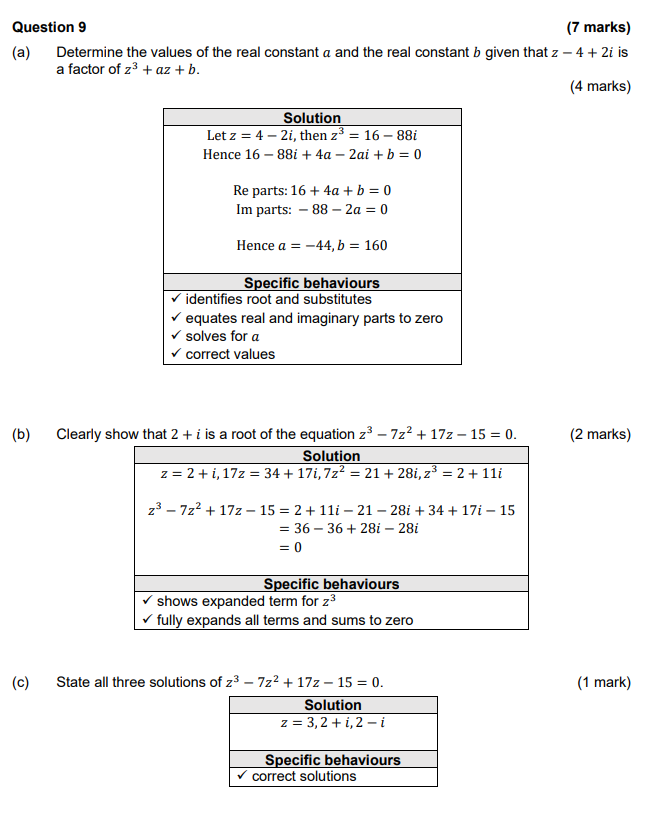 Question 9 (7 marks)
(a) Determine the values of the real constant a and the real constant b given that z − 4 + 2i is
a factor of z³ + az + b.
(4 marks)
Solution
Let z = 4 − 2i, then z³ = 16 − 88i
Hence 16 − 88i + 4a − 2ai + b = 0
Re parts: 16 + 4a + b = 0
Im parts: − 88 − 2a = 0
Hence a = −44, b = 160
Specific behaviours
✓ identifies root and substitutes
✓ equates real and imaginary parts to zero
✓ solves for a
✓ correct values
(b) Clearly show that 2 + i is a root of the equation z³ − 7z² + 17z − 15 = 0. (2 marks)
Solution
z = 2 + i, 17z = 34 + 17i, 7z² = 21 + 28i, z³ = 2 + 11i
z³ − 7z² + 17z − 15 = 2 + 11i − 21 − 28i + 34 + 17i − 15
= 36 − 36 + 28i − 28i
= 0
Specific behaviours
✓ shows expanded term for z³
✓ fully expands all terms and sums to zero
(c) State all three solutions of z³ − 7z² + 17z − 15 = 0. (1 mark)
Solution
z = 3, 2 + i, 2 − i
Specific behaviours
✓ correct solutions